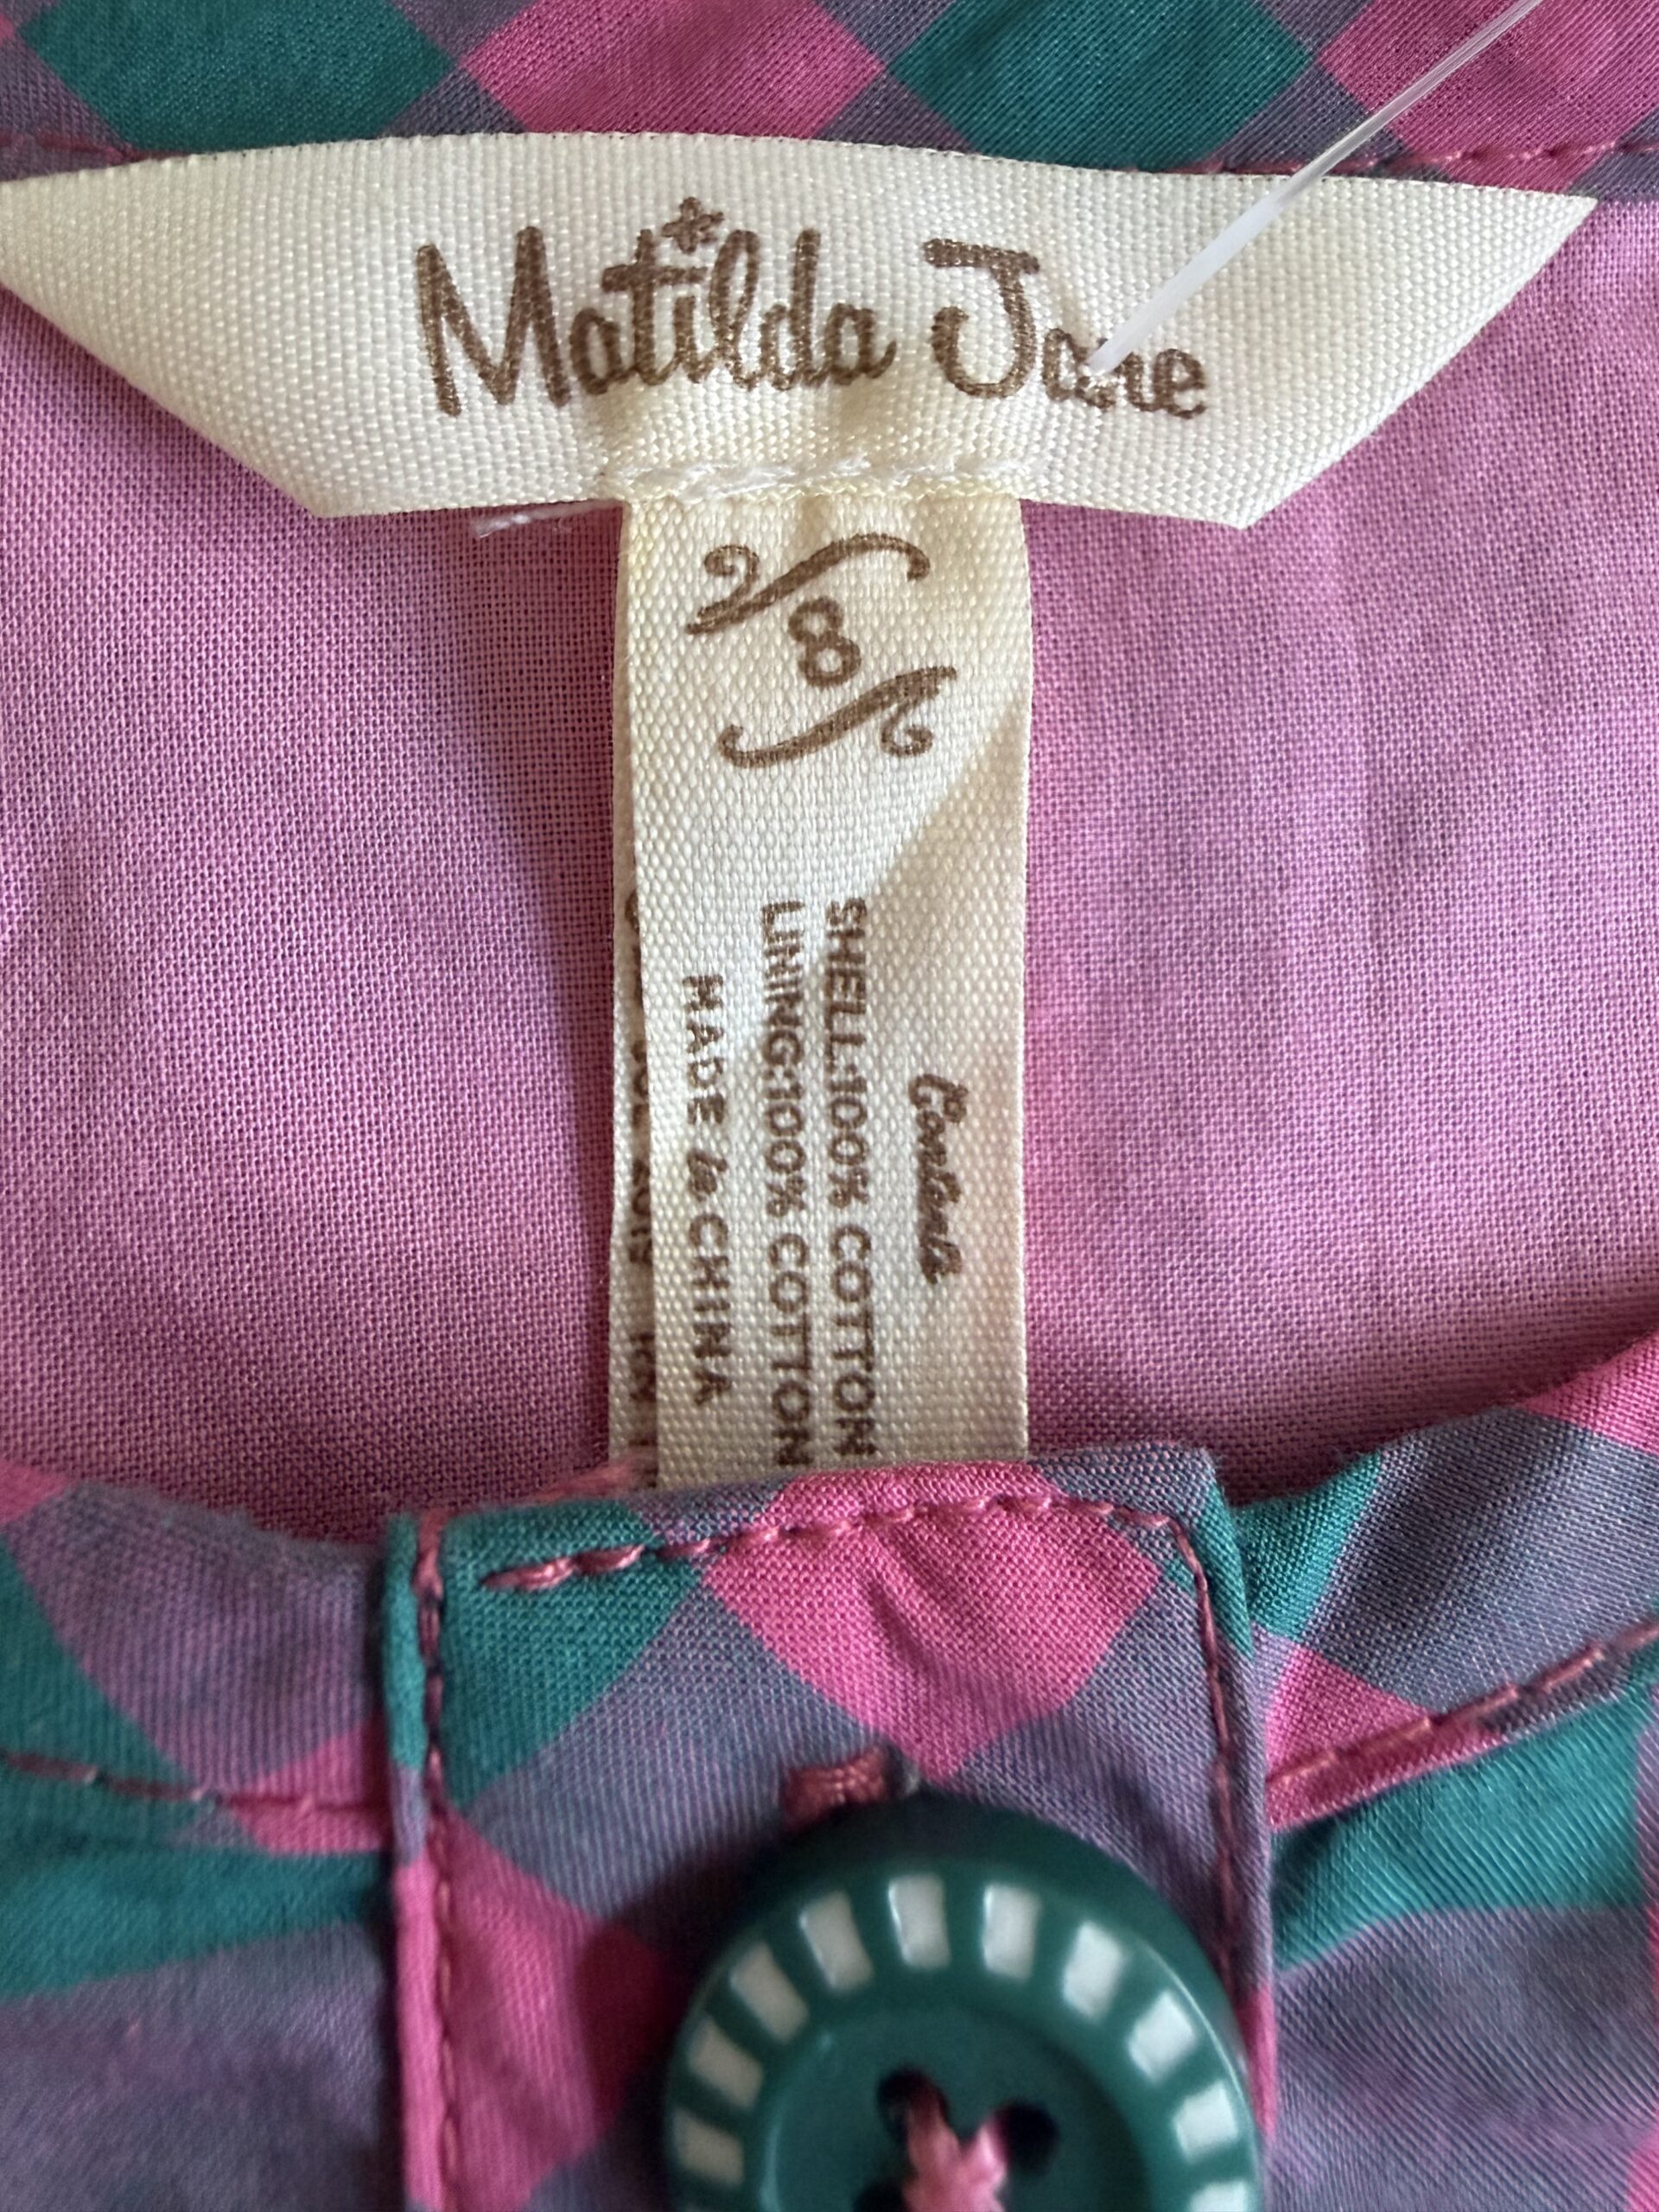 Matilda Jane
8
Contents
SHELL:100% COTTON
LINING:100% COTTON
MADE in CHINA